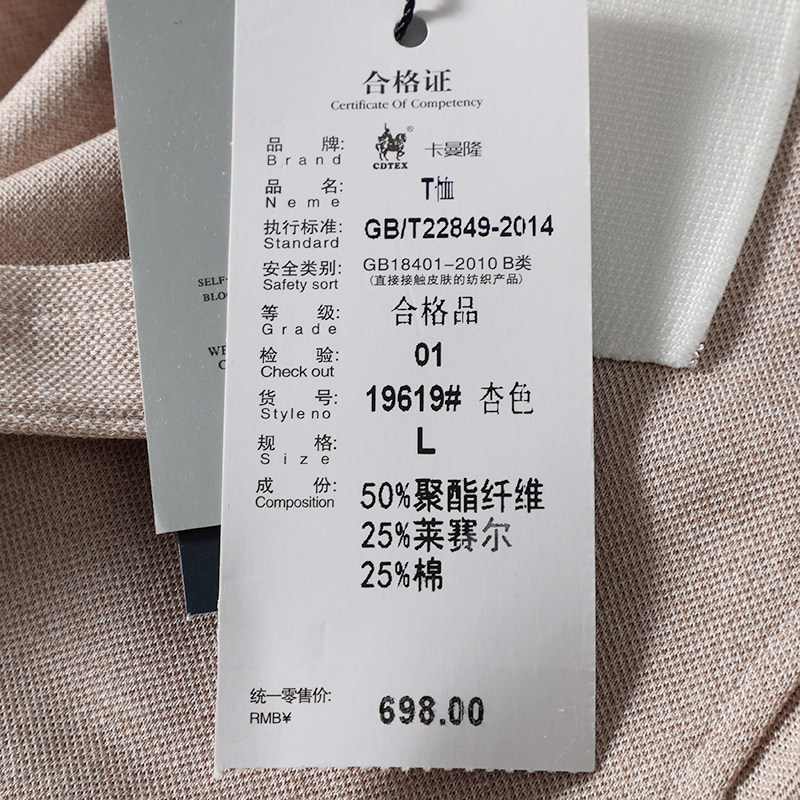 合格证
Certificate Of Competency
品牌: CDTEX ® 卡曼隆
Brand
品名: T恤
Neme
执行标准: GB/T22849-2014
Standard
安全类别: GB18401-2010 B类
Safety sort (直接接触皮肤的纺织产品)
等级: 合格品
Grade
检验: 01
Check out
货号: 19619# 杏色
Style no
规格: L
Size
成份: 50%聚酯纤维
Composition
25%莱赛尔
25%棉
统一零售价: 698.00
RMB¥
SELF-